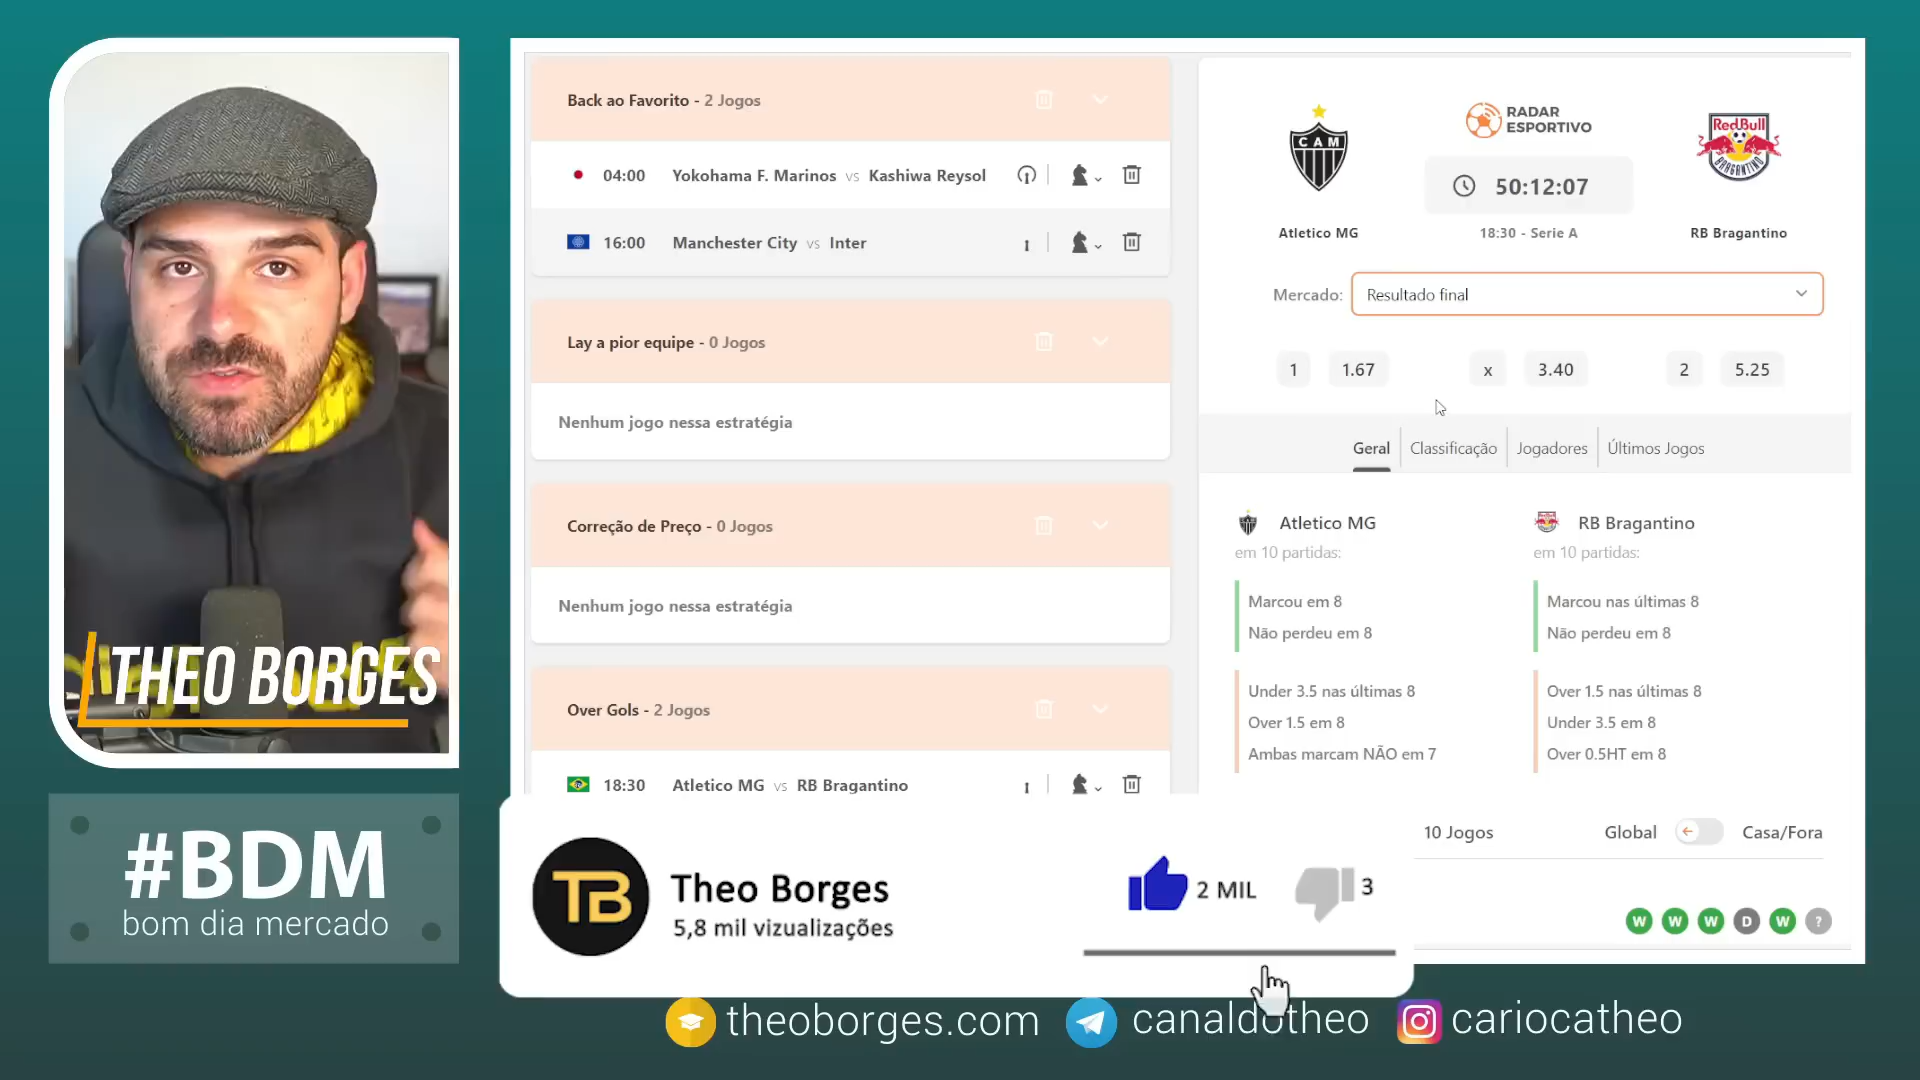 THEO BORGES
#BDM
bom dia mercado
Back ao Favorito - 2 Jogos
04:00 Yokohama F. Marinos vs Kashiwa Reysol
16:00 Manchester City vs Inter
Lay a pior equipe - 0 Jogos
Nenhum jogo nessa estratégia
Correção de Preço - 0 Jogos
Nenhum jogo nessa estratégia
Over Gols - 2 Jogos
18:30 Atletico MG vs RB Bragantino
CAM
RADAR
ESPORTIVO
RedBull
BRAGANTINO
50:12:07
Atletico MG
18:30 - Serie A
RB Bragantino
Mercado: Resultado final
1 1.67 x 3.40 2 5.25
Geral Classificação Jogadores Últimos Jogos
Atletico MG
em 10 partidas:
Marcou em 8
Não perdeu em 8
Under 3.5 nas últimas 8
Over 1.5 em 8
Ambas marcam NÃO em 7
RB Bragantino
em 10 partidas:
Marcou nas últimas 8
Não perdeu em 8
Over 1.5 nas últimas 8
Under 3.5 em 8
Over 0.5HT em 8
10 Jogos Global Casa/Fora
W W W D W ?
TB
Theo Borges
5,8 mil vizualizações
2 MIL
3
theoborges.com canaldotheo cariocatheo